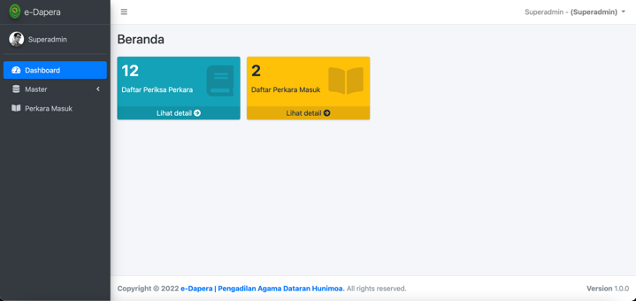 e-Dapera
Superadmin - (Superadmin)
Superadmin
Dashboard
Master
Perkara Masuk
Beranda
12
Daftar Periksa Perkara
Lihat detail
2
Daftar Perkara Masuk
Lihat detail
Copyright © 2022 e-Dapera | Pengadilan Agama Dataran Hunimoa. All rights reserved.
Version 1.0.0